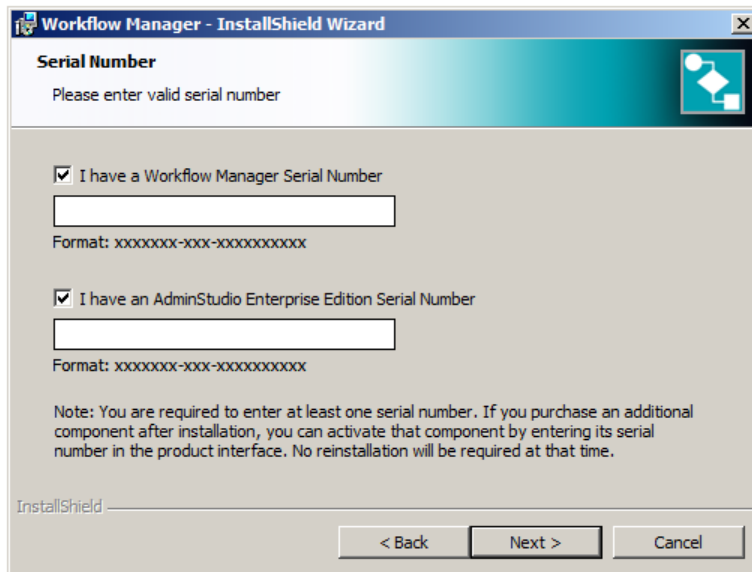 Workflow Manager - InstallShield Wizard
Serial Number
Please enter valid serial number
I have a Workflow Manager Serial Number
Format: xxxxxxx-xxx-xxxxxxxxxx
I have an AdminStudio Enterprise Edition Serial Number
Format: xxxxxxx-xxx-xxxxxxxxxx
Note: You are required to enter at least one serial number. If you purchase an additional
component after installation, you can activate that component by entering its serial
number in the product interface. No reinstallation will be required at that time.
InstallShield
< Back Next > Cancel